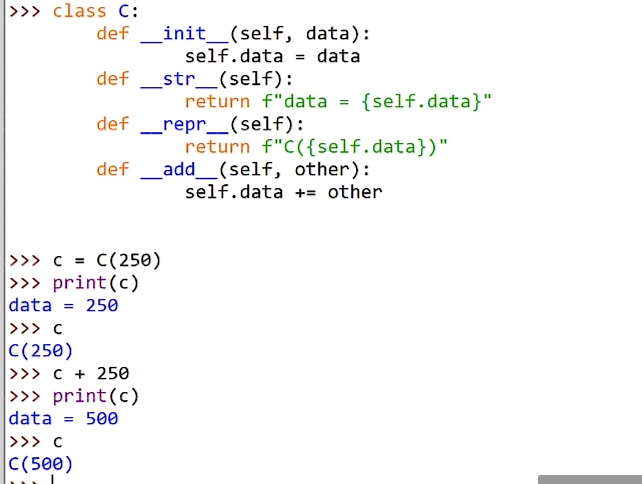 >>> class C:
        def __init__(self, data):
                self.data = data
        def __str__(self):
                return f"data = {self.data}"
        def __repr__(self):
                return f"C({self.data})"
        def __add__(self, other):
                self.data += other
>>> c = C(250)
>>> print(c)
data = 250
>>> c
C(250)
>>> c + 250
>>> print(c)
data = 500
>>> c
C(500)
>>>